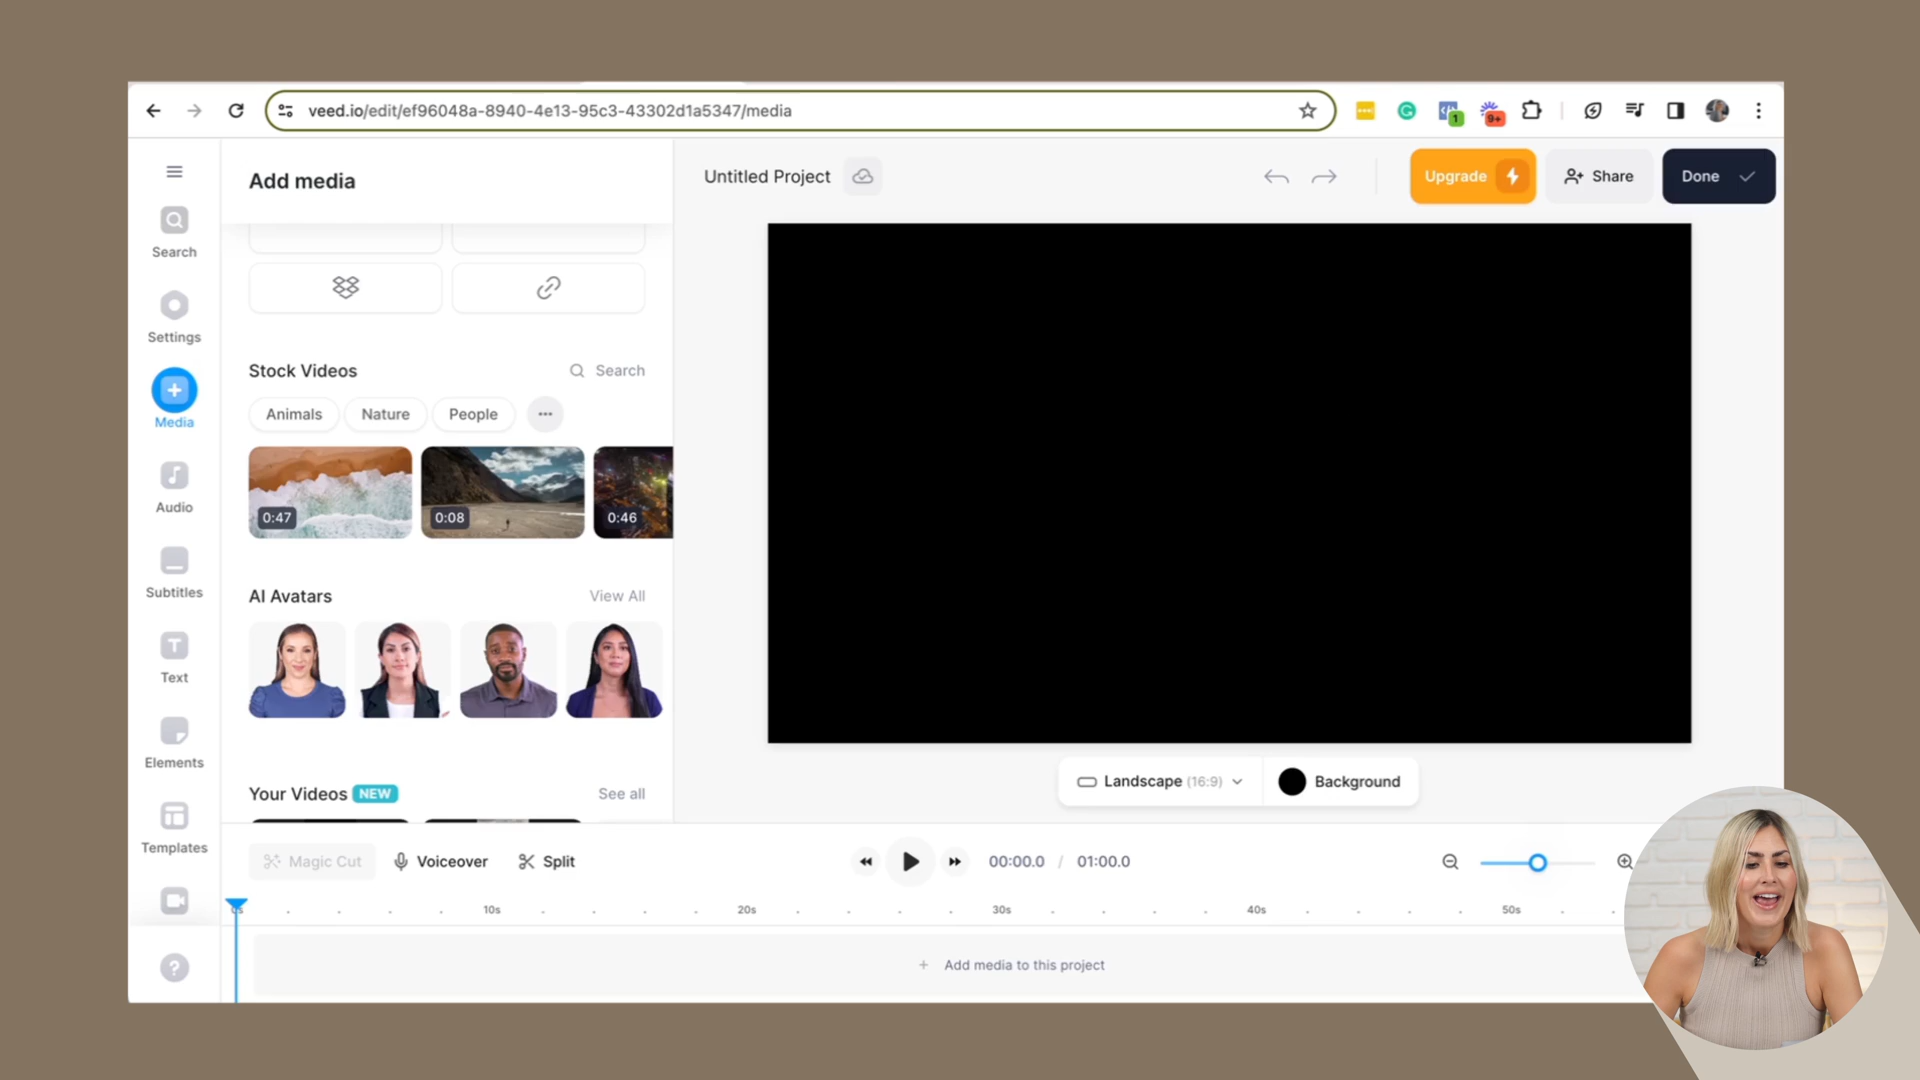 veed.io/edit/ef96048a-8940-4e13-95c3-43302d1a5347/media
1
9+
Add media
Untitled Project
Upgrade
Share
Done
Search
Settings
Stock Videos
Search
Media
Animals
Nature
People
0:47
0:08
0:46
Audio
Subtitles
AI Avatars
View All
Text
Elements
Your Videos NEW
See all
Landscape (16:9)
Background
Templates
Magic Cut
Voiceover
Split
00:00.0 / 01:00.0
10s
20s
30s
40s
50s
?
+ Add media to this project